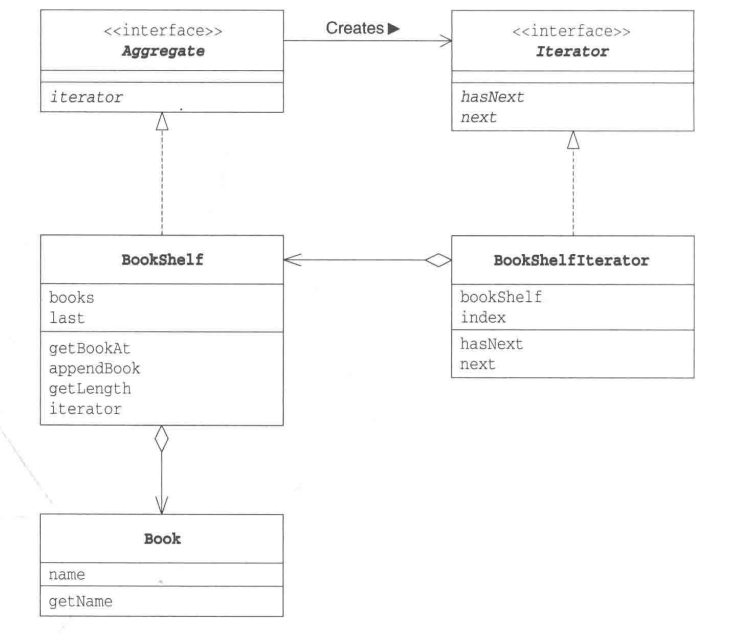 <<interface>>
Aggregate
iterator
Creates▶
<<interface>>
Iterator
hasNext
next
BookShelf
books
last
getBookAt
appendBook
getLength
iterator
BookShelfIterator
bookShelf
index
hasNext
next
Book
name
getName